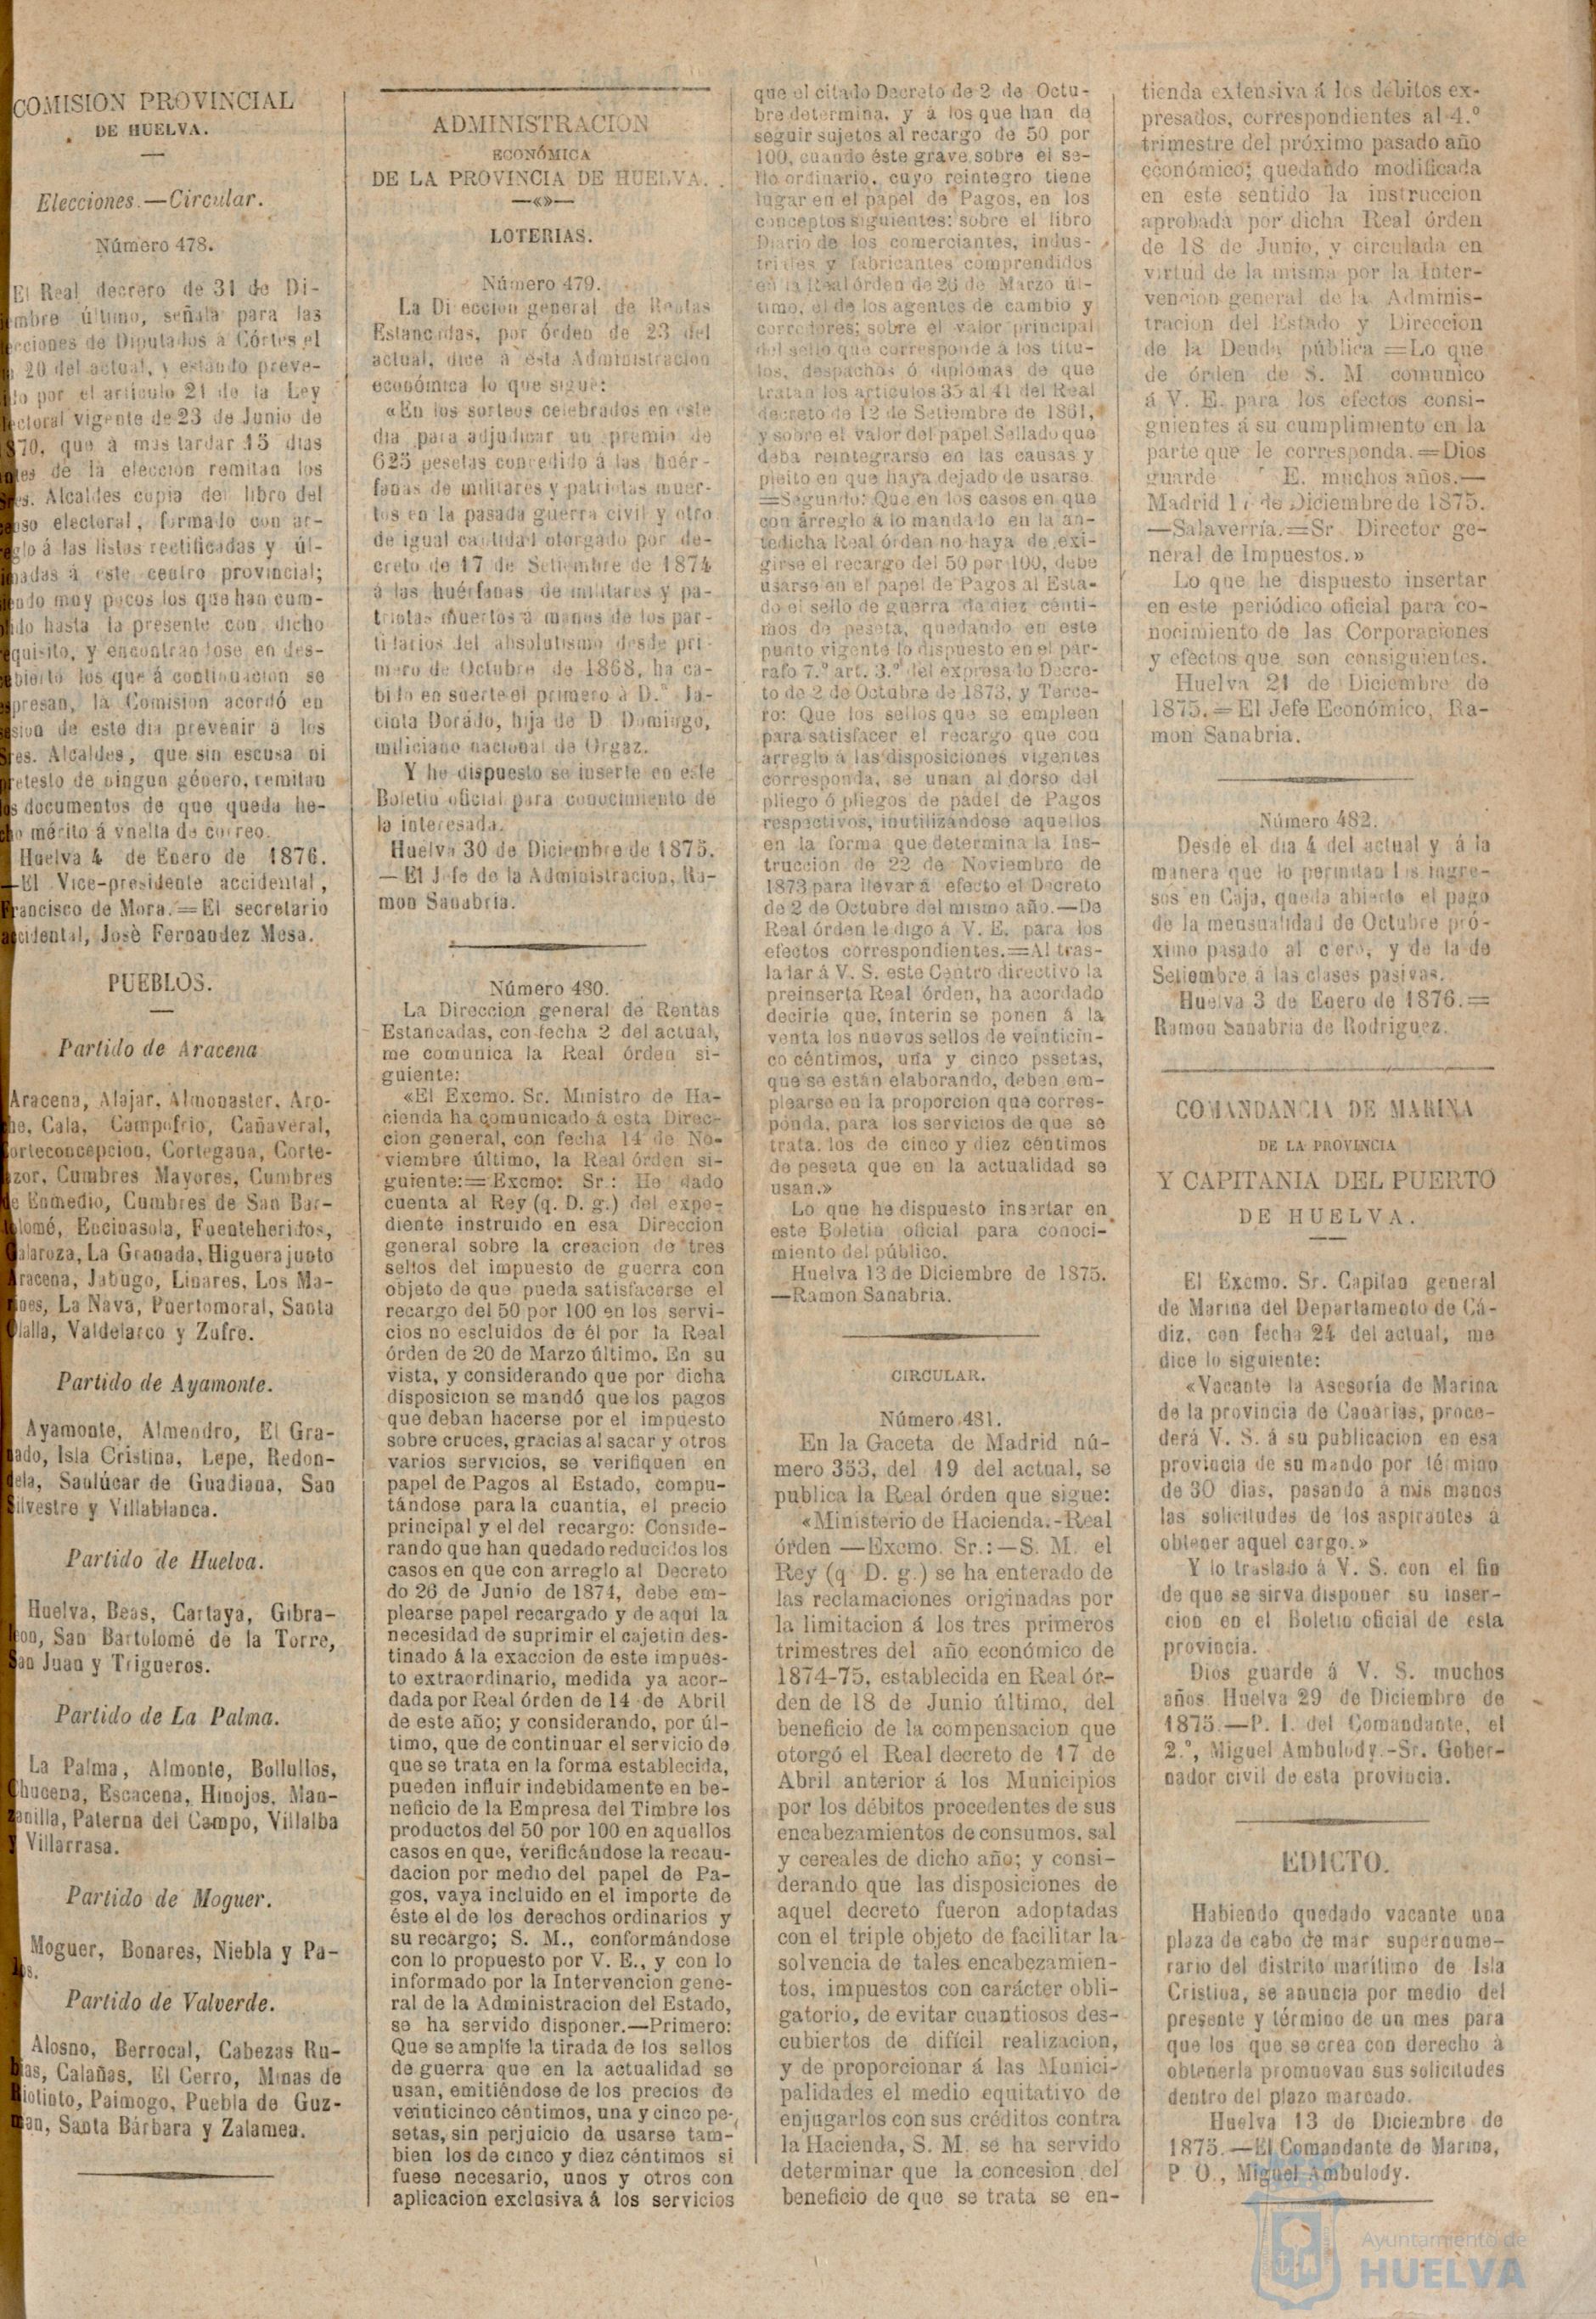 COMISION PROVINCIAL
DE HUELVA.
Elecciones.—Circular.
Número 478.
El Real decrero de 31 de Di-
embre último, señala para las
cciones de Diputados à Córtes el
20 del actual, y estando preve-
do por el articulo 21 de la Ley
ectoral vigente de 23 de Junio de
870, que à mas tardar 15 dias
ntes de la eleccion remitan los
res. Alcaldes copia del libro del
nso electoral, formado con ar-
glo á las listas rectificadas y úl-
madas á este centro provincial;
endo muy pocos los que han cum-
lido hasta la presente con dicho
equisito, y encontrandose en des-
ubierto los que á continuacion se
presan, la Comision acordó en
sion de este dia prevenir á los
res. Alcaldes, que sin escusa ni
retesto de ningun género, remitan
os documentos de que queda he-
ho mérito á vuelta de correo.
Huelva 4 de Enero de 1876.
—El Vice-presidente accidental,
Francisco de Mora.=El secretario
accidental, Josè Fernandez Mesa.
PUEBLOS.
Partido de Aracena
Aracena, Alajar, Almonaster, Aro-
che, Cala, Campofrio, Cañaveral,
Corteconcepcion, Cortegana, Corte-
azor, Cumbres Mayores, Cumbres
de Enmedio, Cumbres de San Bar-
tolomé, Encinasola, Fuenteheridos,
Galaroza, La Granada, Higuera junto
Aracena, Jabugo, Linares, Los Ma-
rines, La Nava, Puertomoral, Santa
Olalla, Valdelarco y Zufre.
Partido de Ayamonte.
Ayamonte, Almendro, El Gra-
nado, Isla Cristina, Lepe, Redon-
dela, Sanlúcar de Guadiana, San
Silvestre y Villablanca.
Partido de Huelva.
Huelva, Beas, Cartaya, Gibra-
leon, San Bartolomé de la Torre,
San Juan y Trigueros.
Partido de La Palma.
La Palma, Almonte, Bollullos,
Chucena, Escacena, Hinojos, Man-
zanilla, Paterna del Campo, Villalba
y Villarrasa.
Partido de Moguer.
Moguer, Bonares, Niebla y Pa-
los.
Partido de Valverde.
Alosno, Berrocal, Cabezas Ru-
bias, Calañas, El Cerro, Minas de
Riotinto, Paimogo, Puebla de Guz-
man, Santa Bárbara y Zalamea.
ADMINISTRACION
ECONÓMICA
DE LA PROVINCIA DE HUELVA.
—«»—
LOTERIAS.
Número 479.
La Direccion general de Rentas
Estancadas, por órden de 23 del
actual, dice á esta Administracion
económica lo que sigue:
«En los sorteos celebrados en este
dia para adjudicar un premio de
625 pesetas concedido á las huér-
fanas de militares y patriotas muer-
tos en la pasada guerra civil y otro
de igual cantidad otorgado por de-
creto de 17 de Setiembre de 1874
á las huérfanas de militares y pa-
triotas muertos á manos de los par-
tidarios del absolutismo desde pri-
mero de Octubre de 1868, ha ca-
bido en suerte el primero á D.ª Ja-
cinta Dorado, hija de D. Domingo,
miliciano nacional de Orgaz.
Y he dispuesto se inserte en este
Boletin oficial para conocimiento de
la interesada.
Huelva 30 de Diciembre de 1875.
—El Jefe de la Administracion, Ra-
mon Sanabria.
Número 480.
La Direccion general de Rentas
Estancadas, con fecha 2 del actual,
me comunica la Real órden si-
guiente:
«El Excmo. Sr. Ministro de Ha-
cienda ha comunicado á esta Direc-
cion general, con fecha 14 de No-
viembre último, la Real órden si-
guiente:=Excmo: Sr.: He dado
cuenta al Rey (q. D. g.) del expe-
diente instruido en esa Direccion
general sobre la creacion de tres
sellos del impuesto de guerra con
objeto de que pueda satisfacerse el
recargo del 50 por 100 en los servi-
cios no escluidos de él por la Real
órden de 20 de Marzo último. En su
vista, y considerando que por dicha
disposicion se mandó que los pagos
que deban hacerse por el impuesto
sobre cruces, gracias al sacar y otros
varios servicios, se verifiquen en
papel de Pagos al Estado, compu-
tándose para la cuantía, el precio
principal y el del recargo: Conside-
rando que han quedado reducidos los
casos en que con arreglo al Decreto
do 26 de Junio de 1874, debe em-
plearse papel recargado y de aqui la
necesidad de suprimir el cajetin des-
tinado á la exaccion de este impues-
to extraordinario, medida ya acor-
dada por Real órden de 14 de Abril
de este año; y considerando, por úl-
timo, que de continuar el servicio de
que se trata en la forma establecida,
pueden influir indebidamente en be-
neficio de la Empresa del Timbre los
productos del 50 por 100 en aquellos
casos en que, verificándose la recau-
dacion por medio del papel de Pa-
gos, vaya incluido en el importe de
éste el de los derechos ordinarios y
su recargo; S. M., conformándose
con lo propuesto por V. E., y con lo
informado por la Intervencion gene-
ral de la Administracion del Estado,
se ha servido disponer.—Primero:
Que se amplíe la tirada de los sellos
de guerra que en la actualidad se
usan, emitiéndose de los precios de
veinticinco céntimos, una y cinco pe-
setas, sin perjuicio de usarse tam-
bien los de cinco y diez céntimos si
fuese necesario, unos y otros con
aplicacion exclusiva á los servicios
que el citado Decreto de 2 de Octu-
bre determina, y á los que han de
seguir sujetos al recargo de 50 por
100, cuando éste grave sobre el se-
llo ordinario, cuyo reintegro tiene
lugar en el papel de Pagos, en los
conceptos siguientes: sobre el libro
Diario de los comerciantes, indus-
triales y fabricantes comprendidos
en la Real órden de 26 de Marzo úl-
timo, el de los agentes de cambio y
corredores; sobre el valor principal
del sello que corresponde á los titu-
los, despachos ó diplomas de que
tratan los artículos 35 al 41 del Real
decreto de 12 de Setiembre de 1861,
y sobre el valor del papel Sellado que
deba reintegrarse en las causas y
pleito en que haya dejado de usarse
=Segundo: Que en los casos en que
con árreglo á lo mandado en la an-
tedicha Real órden no haya de exi-
girse el recargo del 50 por 100, debe
usarse en el papel de Pagos al Esta-
do el sello de guerra de diez cénti-
mos de peseta, quedando en este
punto vigente lo dispuesto en el pár-
rafo 7.º art. 3.º del expresado Decre-
to de 2 de Octubre de 1873, y Terce-
ro: Que los sellos que se empleen
para satisfacer el recargo que con
arreglo á las disposiciones vigentes
corresponda, se unan al dorso del
pliego ó pliegos de padel de Pagos
respactivos, inutilizándose aquellos
en la forma que determina la Ins-
truccion de 22 de Noviembre de
1873 para llevar á efecto el Decreto
de 2 de Octubre del mismo año.—De
Real órden le digo á V. E. para los
efectos correspondientes.=Al tras-
ladar á V. S. este Centro directivo la
preinserta Real órden, ha acordado
decirle que, ínterin se ponen á la
venta los nuevos sellos de veinticin-
co céntimos, una y cinco pesetas,
que se están elaborando, deben em-
plearse en la proporcion que corres-
ponda, para los servicios de que se
trata. los de cinco y diez céntimos
de peseta que en la actualidad se
usan.»
Lo que he dispuesto insertar en
este Boletin oficial para conoci-
miento del público.
Huelva 13 de Diciembre de 1875.
—Ramon Sanabria.
CIRCULAR.
Número 481.
En la Gaceta de Madrid nú-
mero 353, del 19 del actual, se
publica la Real órden que sigue:
«Ministerio de Hacienda.-Real
órden —Excmo. Sr.:—S. M. el
Rey (q D. g.) se ha enterado de
las reclamaciones originadas por
la limitacion á los tres primeros
trimestres del año económico de
1874-75, establecida en Real ór-
den de 18 de Junio último, del
beneficio de la compensacion que
otorgó el Real decreto de 17 de
Abril anterior á los Municipios
por los débitos procedentes de sus
encabezamientos de consumos, sal
y cereales de dicho año; y consi-
derando que las disposiciones de
aquel decreto fueron adoptadas
con el triple objeto de facilitar la
solvencia de tales encabezamien-
tos, impuestos con carácter obli-
gatorio, de evitar cuantiosos des-
cubiertos de difícil realizacion,
y de proporcionar á las Munici-
palidades el medio equitativo de
enjugarlos con sus créditos contra
la Hacienda, S. M. se ha servido
determinar que la concesion del
beneficio de que se trata se en-
tienda extensiva á los débitos ex-
presados, correspondientes al 4.º
trimestre del próximo pasado año
económico; quedando modificada
en este sentido la instruccion
aprobada por dicha Real órden
de 18 de Junio, y circulada en
virtud de la misma por la Inter-
vencion general de la Adminis-
tracion del Estado y Direccion
de la Deuda pública =Lo que
de órden de S. M comunico
á V. E. para los efectos consi-
guientes á su cumplimiento en la
parte que le corresponda.=Dios
guarde E. muchos años.—
Madrid 17 de Diciembre de 1875.
—Salaverría.=Sr. Director ge-
neral de Impuestos.»
Lo que he dispuesto insertar
en este periódico oficial para co-
nocimiento de las Corporaciones
y efectos que son consiguientes.
Huelva 21 de Diciembre de
1875.=El Jefe Económico, Ra-
mon Sanabria.
Número 482.
Desde el dia 4 del actual y á la
manera que lo permitan los ingre-
sos en Caja, queda abierto el pago
de la mensualidad de Octubre pró-
ximo pasado al clero, y de la de
Setiembre á las clases pasivas.
Huelva 3 de Enero de 1876.=
Ramon Sanabria de Rodriguez.
COMANDANCIA DE MARINA
DE LA PROVINCIA
Y CAPITANIA DEL PUERTO
DE HUELVA.
El Excmo. Sr. Capitan general
de Marina del Departamento de Cá-
diz, con fecha 24 del actual, me
dice lo siguiente:
«Vacante la Asesoría de Marina
de la provincia de Canarias, proce-
derá V. S. á su publicacion en esa
provincia de su mando por término
de 30 dias, pasando á mis manos
las solicitudes de los aspirantes á
obtener aquel cargo.»
Y lo traslado á V. S. con el fin
de que se sirva disponer su inser-
cion en el Boletin oficial de esta
provincia.
Dios guarde á V. S. muchos
años. Huelva 29 de Diciembre de
1875.—P. I. del Comandante, el
2.º, Miguel Ambulody.-Sr. Gober-
nador civil de esta provincia.
EDICTO.
Habiendo quedado vacante una
plaza de cabo de mar supernume-
rario del distrito marítimo de Isla
Cristina, se anuncia por medio del
presente y término de un mes para
que los que se crea con derecho á
obtenerla promuevan sus solicitudes
dentro del plazo marcado.
Huelva 13 de Diciembre de
1875.—El Comandante de Marina,
P. O., Miguel Ambulody.
Ayuntamiento de
HUELVA